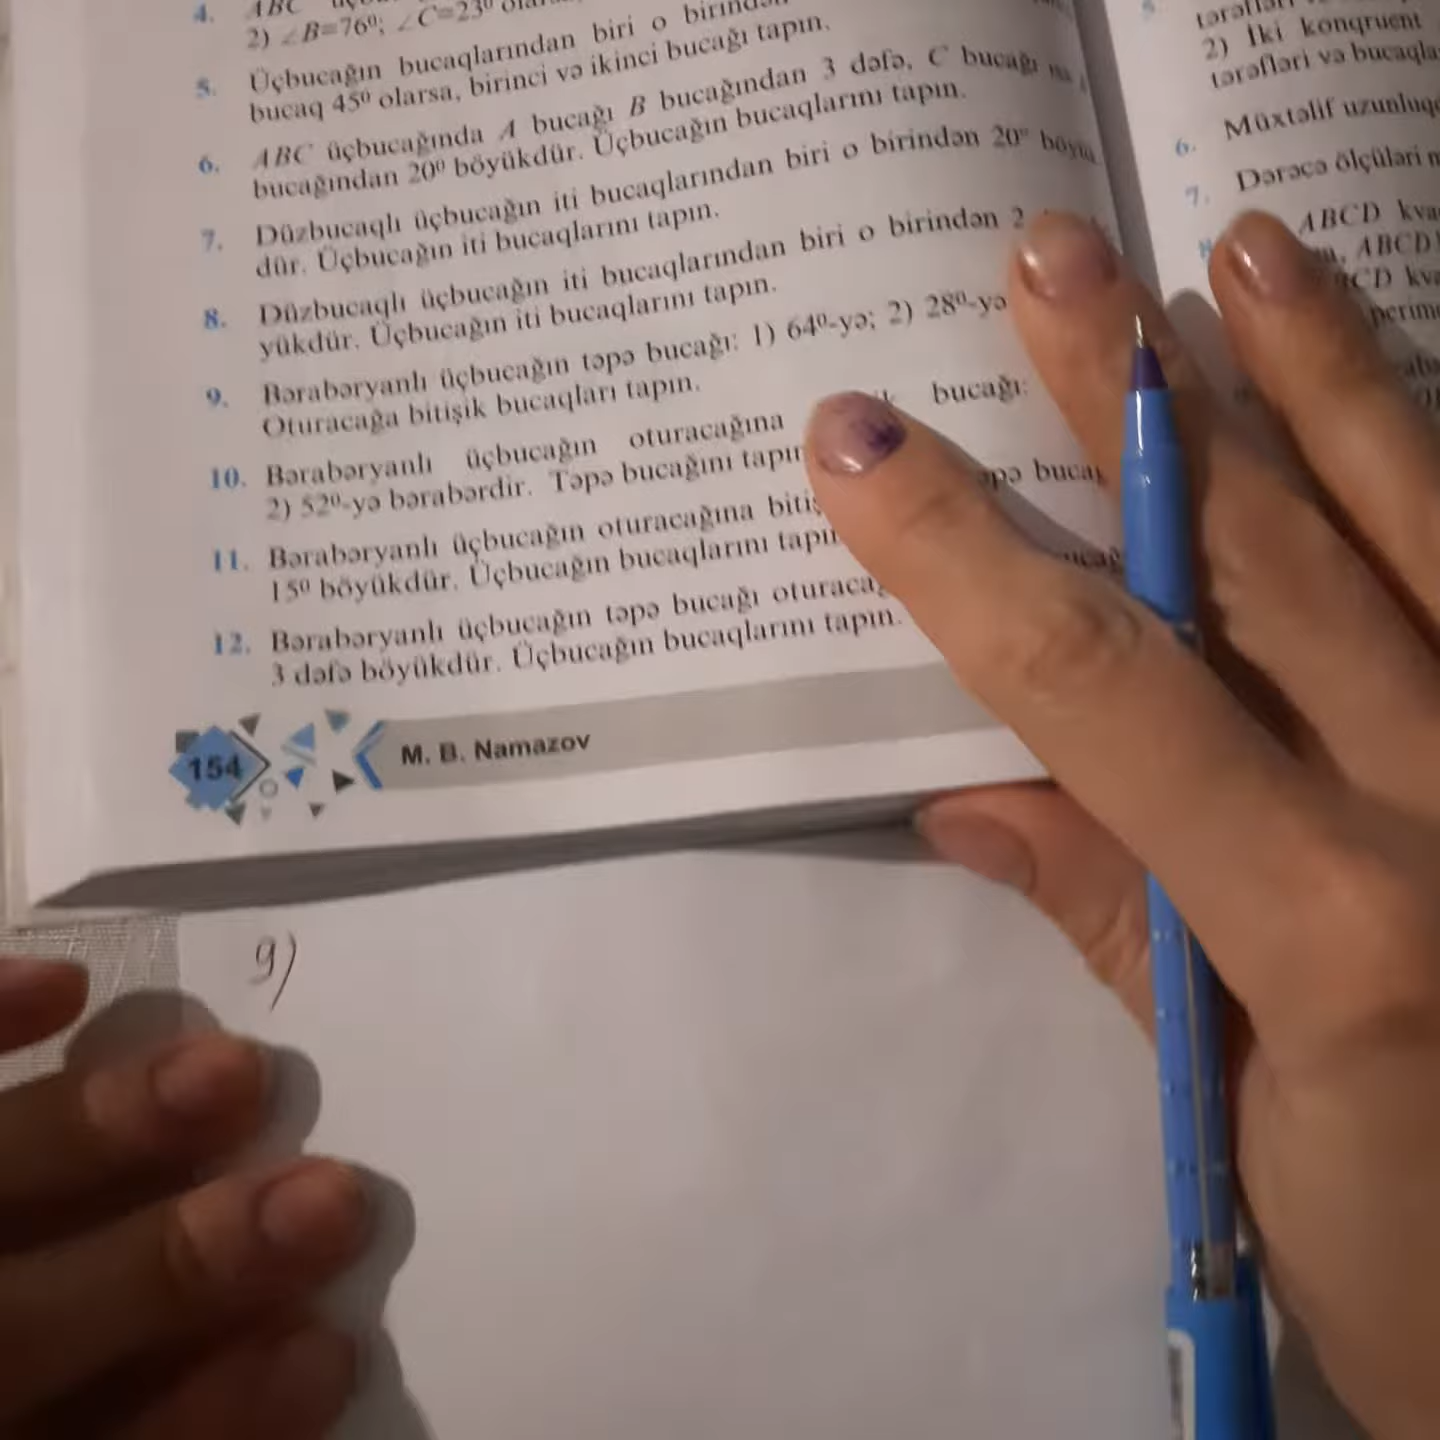 4. ABC
2) ∠B=76⁰; ∠C=23⁰
5. Üçbucağın bucaqlarından biri o
bucaq 45⁰ olarsa, birinci və ikinci bucağı tapın.
6. ABC üçbucağında A bucağı B bucağından 3 dəfə, C bucağı
bucağından 20⁰ böyükdür. Üçbucağın bucaqlarını tapın.
7. Düzbucaqlı üçbucağın iti bucaqlarından biri o birindən 20⁰
dür. Üçbucağın iti bucaqlarını tapın.
8. Düzbucaqlı üçbucağın iti bucaqlarından biri o birindən 2
yükdür. Üçbucağın iti bucaqlarını tapın.
9. Bərabəryanlı üçbucağın təpə bucağı: 1) 64⁰-yə; 2) 28⁰-yə
Oturacağa bitişik bucaqları tapın.
10. Bərabəryanlı üçbucağın oturacağına bucağı:
2) 52⁰-yə bərabərdir. Təpə bucağını
11. Bərabəryanlı üçbucağın oturacağına
15⁰ böyükdür. Üçbucağın bucaqlarını
12. Bərabəryanlı üçbucağın təpə bucağı
3 dəfə böyükdür. Üçbucağın bucaqlarını tapın.
154 M. B. Namazov
2) İki konqruent
tərəfləri və
6. Müxtəlif
7. Dərəcə ölçüləri
ABCD
9)